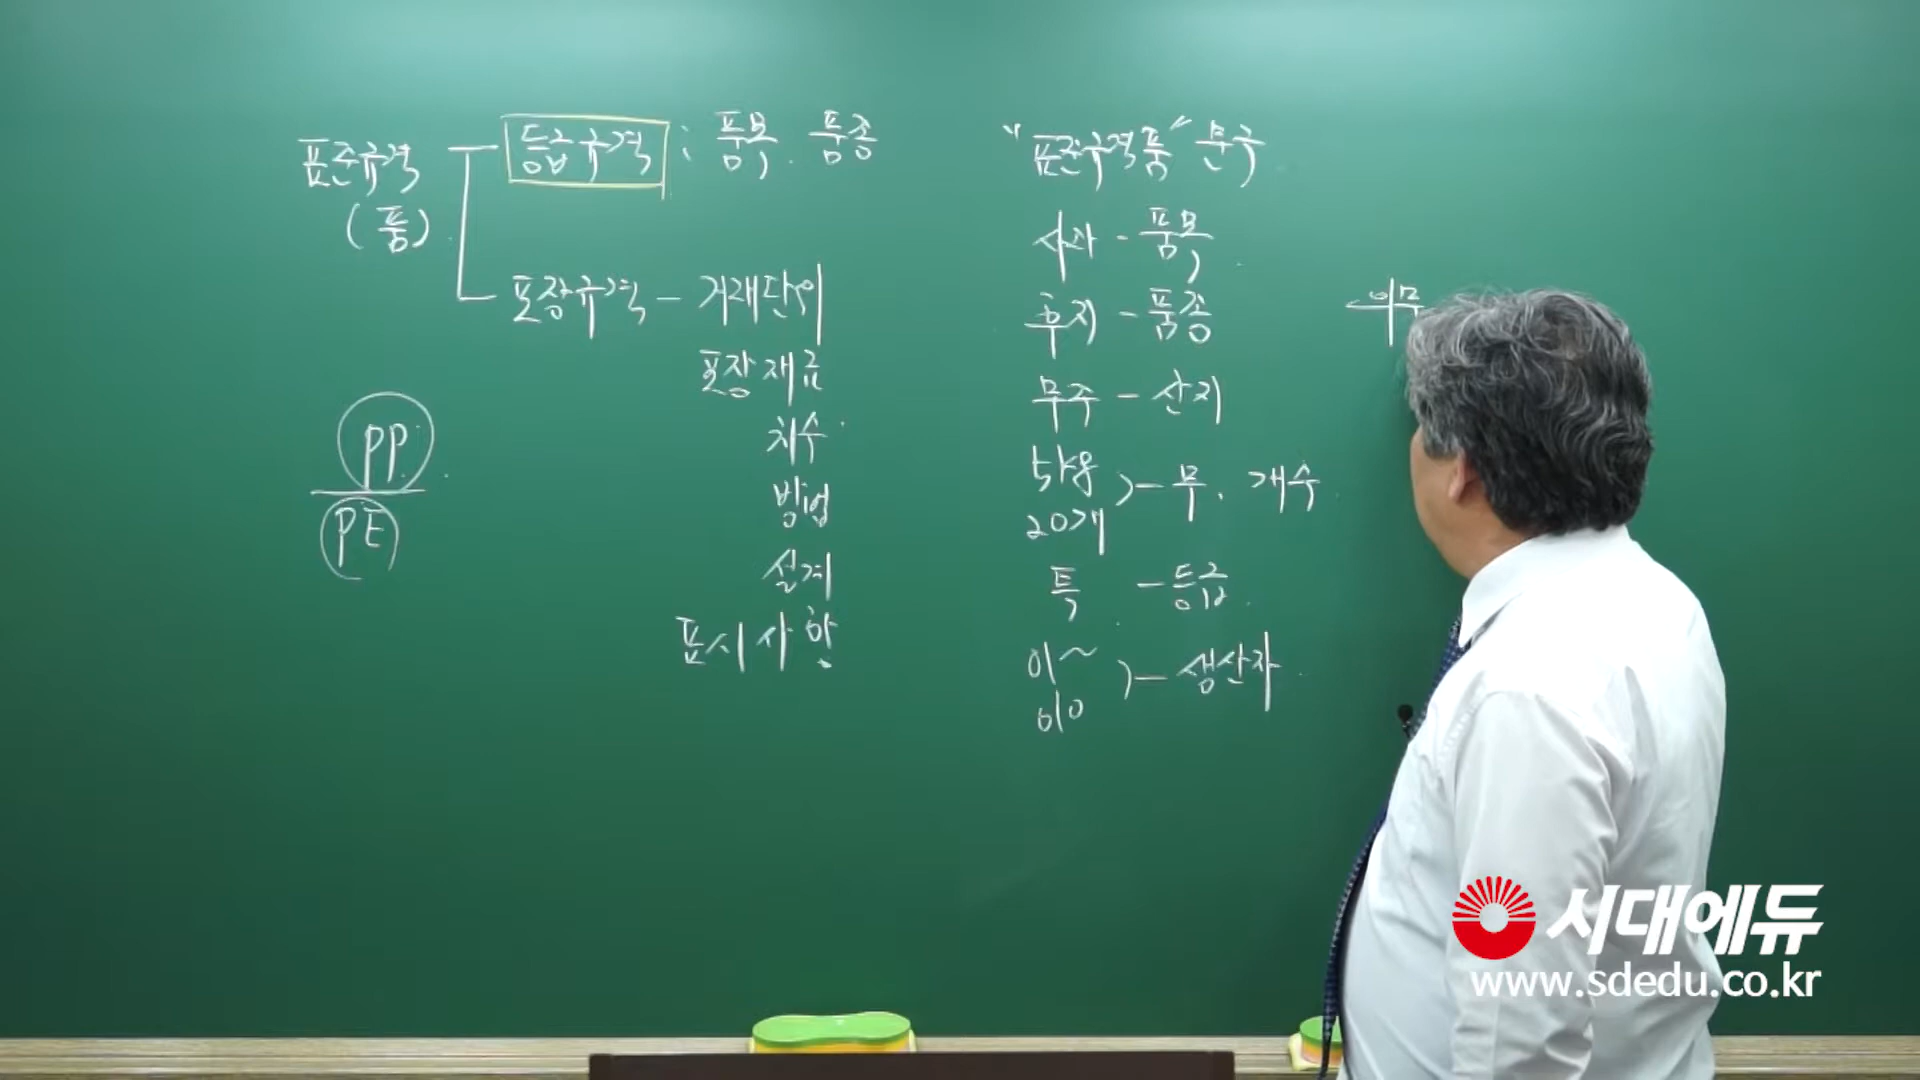 표준규격 등급규격 : 품목, 품종
(품)
포장규격 - 거래단위
포장재료
치수
방법
설계
표시사항
PP
PE
"표준규격품" 문구
사과 - 품목
후지 - 품종
무주 - 산지
5kg
20개 - 무. 개수
특 - 등급
이~
010 - 생산자
의무
시대에듀
www.sdedu.co.kr